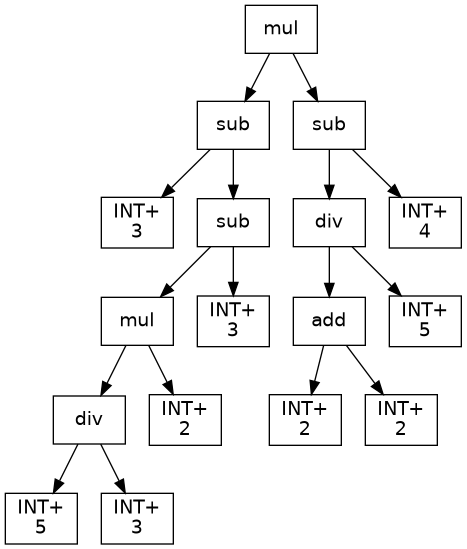 mul
sub
sub
INT+
3
sub
div
INT+
4
mul
INT+
3
add
INT+
5
div
INT+
2
INT+
2
INT+
2
INT+
5
INT+
3